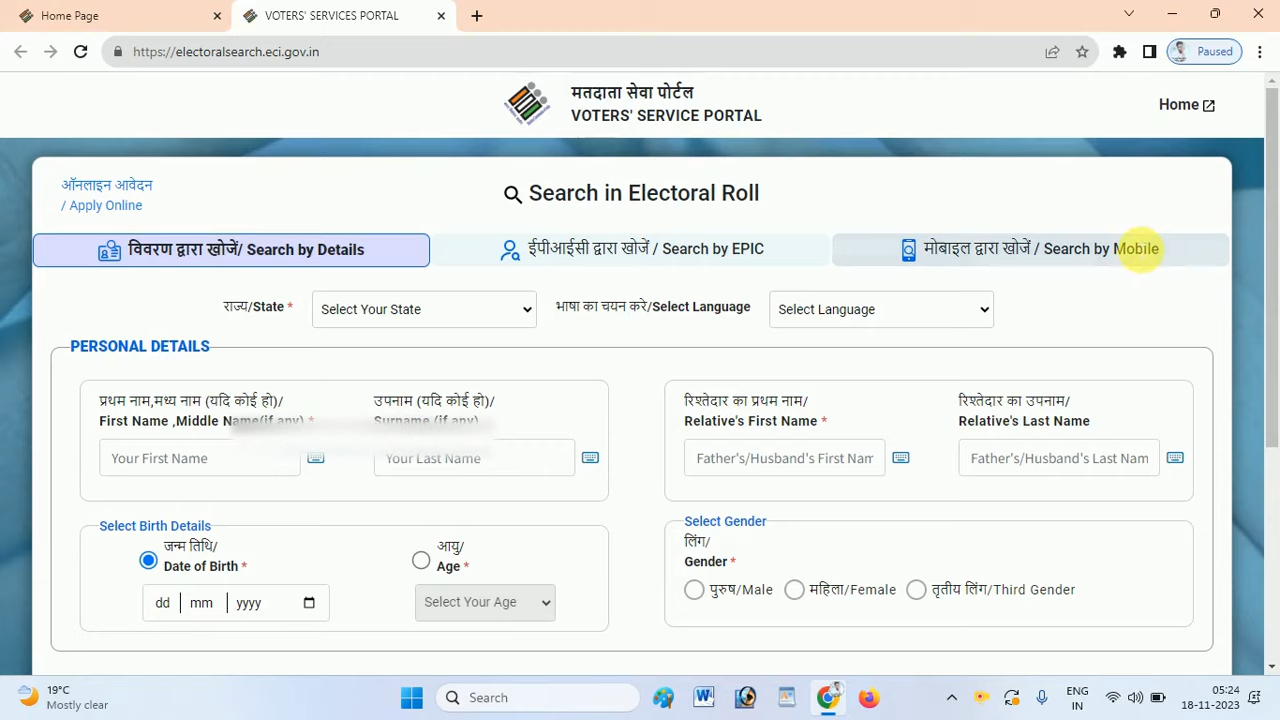 Home Page
VOTERS' SERVICES PORTAL
https://electoralsearch.eci.gov.in
Paused
मतदाता सेवा पोर्टल
VOTERS' SERVICE PORTAL
Home
ऑनलाइन आवेदन
/ Apply Online
Search in Electoral Roll
विवरण द्वारा खोजें/ Search by Details
ईपीआईसी द्वारा खोजें / Search by EPIC
मोबाइल द्वारा खोजें / Search by Mobile
राज्य/State *
Select Your State
भाषा का चयन करे/Select Language
Select Language
PERSONAL DETAILS
प्रथम नाम,मध्य नाम (यदि कोई हो)/
First Name ,Middle Name(if any) *
Your First Name
उपनाम (यदि कोई हो)/
Surname (if any)
Your Last Name
रिश्तेदार का प्रथम नाम/
Relative's First Name *
Father's/Husband's First Nam
रिश्तेदार का उपनाम/
Relative's Last Name
Father's/Husband's Last Nam
Select Birth Details
जन्म तिथि/
Date of Birth *
dd mm yyyy
आयु/
Age *
Select Your Age
Select Gender
लिंग/
Gender *
पुरुष/Male महिला/Female तृतीय लिंग/Third Gender
19°C
Mostly clear
Search
ENG
IN
05:24
18-11-2023